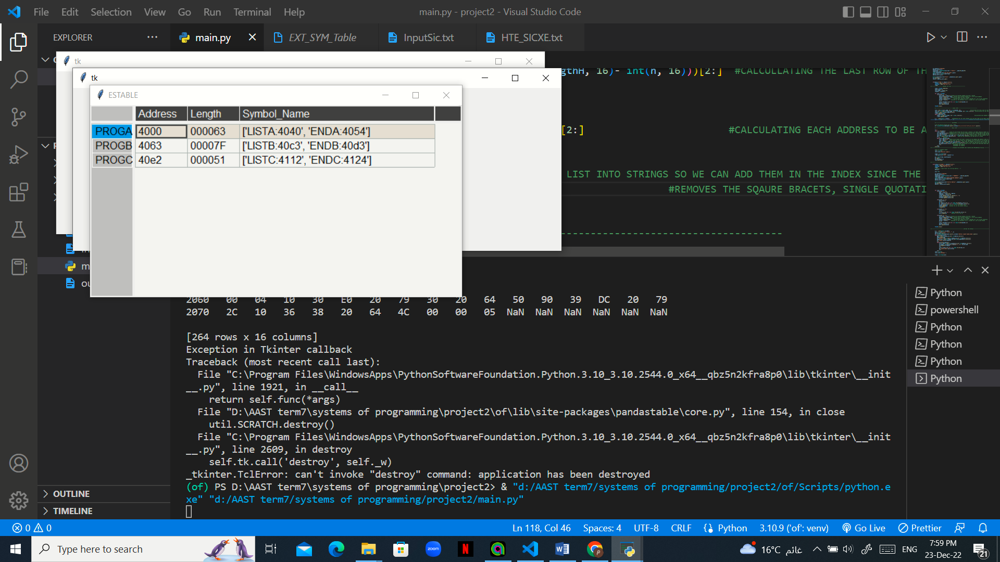 File Edit Selection View Go Run Terminal Help
main.py - project2 - Visual Studio Code
EXPLORER
main.py
EXT_SYM_Table
InputSic.txt
HTE_SICXE.txt
tk
tk
ESTABLE
Address Length Symbol_Name
PROGA 4000 000063 ['LISTA:4040', 'ENDA:4054']
PROGB 4063 00007F ['LISTB:40c3', 'ENDB:40d3']
PROGC 40e2 000051 ['LISTC:4112', 'ENDC:4124']
gthH, 16)- int(h, 16)))[2:] #CALCULLATING THE LAST ROW OF TH
[2:] #CALCULATING EACH ADDRESS TO BE A
LIST INTO STRINGS SO WE CAN ADD THEM IN THE INDEX SINCE THE
#REMOVES THE SQAURE BRACETS, SINGLE QUOTATI
------------------------------------
m
ou
2060 00 04 10 30 E0 20 79 30 20 64 50 90 39 DC 20 79
2070 2C 10 36 38 20 64 4C 00 00 05 NaN NaN NaN NaN NaN NaN
[264 rows x 16 columns]
Exception in Tkinter callback
Traceback (most recent call last):
File "C:\Program Files\WindowsApps\PythonSoftwareFoundation.Python.3.10_3.10.2544.0_x64__qbz5n2kfra8p0\lib\tkinter\__init
__.py", line 1921, in __call__
return self.func(*args)
File "D:\AAST term7\systems of programming\project2\of\lib\site-packages\pandastable\core.py", line 154, in close
util.SCRATCH.destroy()
File "C:\Program Files\WindowsApps\PythonSoftwareFoundation.Python.3.10_3.10.2544.0_x64__qbz5n2kfra8p0\lib\tkinter\__init
__.py", line 2609, in destroy
self.tk.call('destroy', self._w)
_tkinter.TclError: can't invoke "destroy" command: application has been destroyed
(of) PS D:\AAST term7\systems of programming\project2> & "d:/AAST term7/systems of programming/project2/of/Scripts/python.e
xe" "d:/AAST term7/systems of programming/project2/main.py"
Python
powershell
Python
Python
Python
Python
OUTLINE
TIMELINE
0 0
Ln 118, Col 46 Spaces: 4 UTF-8 CRLF Python 3.10.9 ('of': venv) Go Live Prettier
Type here to search
zoom
16°C غائم
ENG
7:59 PM
23-Dec-22
21